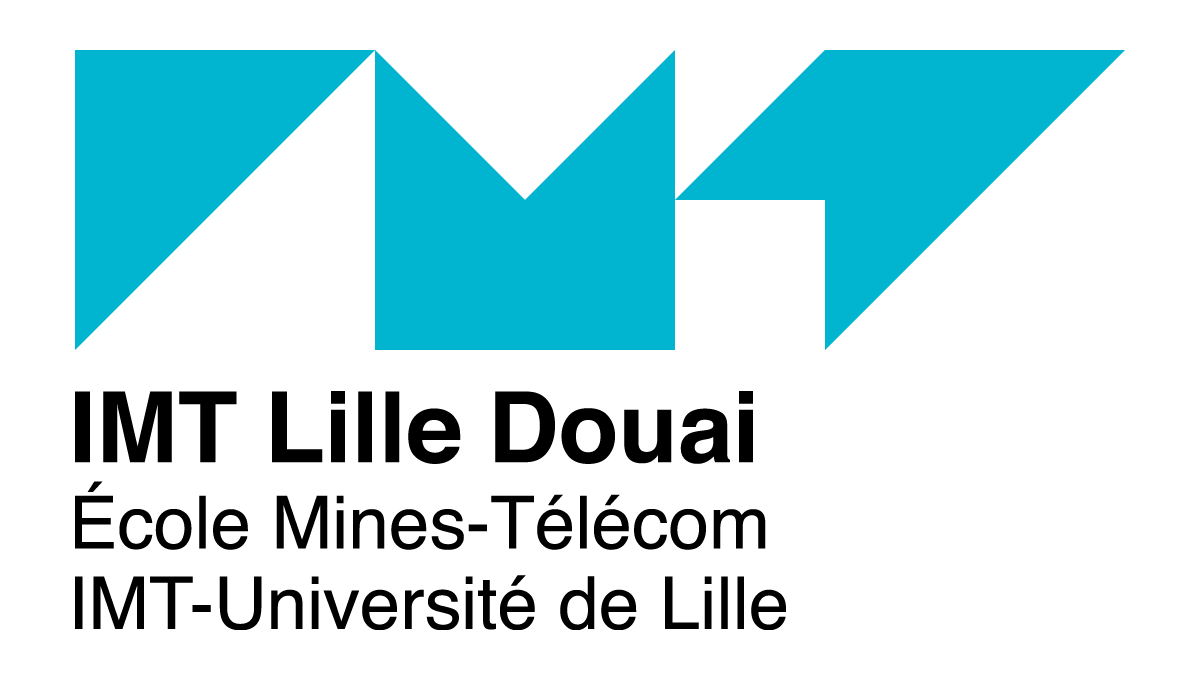 IMT Lille Douai
École Mines-Télécom
IMT-Université de Lille